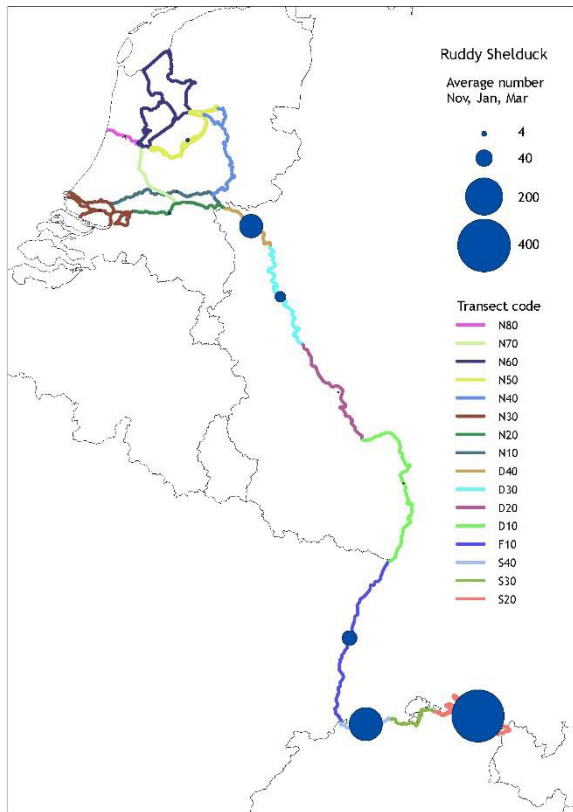 Ruddy Shelduck
Average number
Nov, Jan, Mar
4
40
200
400
Transect code
N80
N70
N60
N50
N40
N30
N20
N10
D40
D30
D20
D10
F10
S40
S30
S20